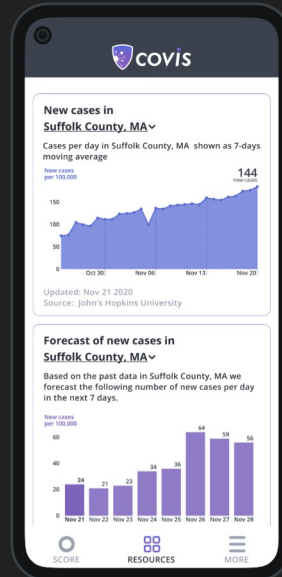 covis
New cases in
Suffolk County, MA
Cases per day in Suffolk County, MA shown as 7-days
moving average
New cases
per 100,000
144
new cases
150
100
50
0
Oct 30
Nov 06
Nov 13
Nov 20
Updated: Nov 21 2020
Source: John's Hopkins University
Forecast of new cases in
Suffolk County, MA
Based on the past data in Suffolk County, MA we
forecast the following number of new cases per day
in the next 7 days.
New cases
per 100,000
60
40
20
0
24
21
23
34
36
64
59
56
Nov 21 Nov 22 Nov 23 Nov 24 Nov 25 Nov 26 Nov 27 Nov 28
SCORE
RESOURCES
MORE